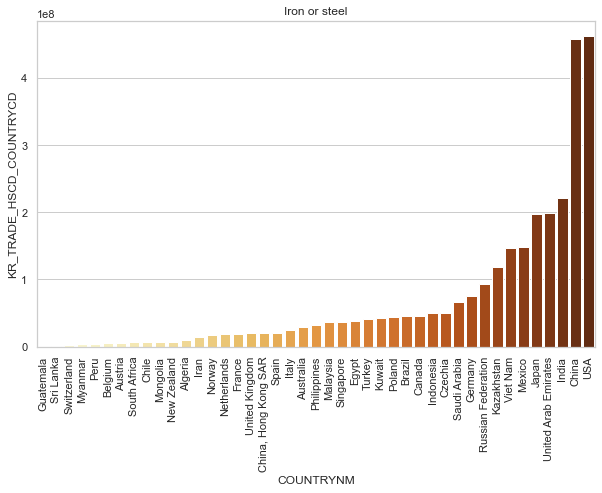 Iron or steel
1e8
KR_TRADE_HSCD_COUNTRYCD
4
3
2
1
0
Guatemala
Sri Lanka
Switzerland
Myanmar
Peru
Belgium
Austria
South Africa
Chile
Mongolia
New Zealand
Algeria
Iran
Norway
Netherlands
France
United Kingdom
China, Hong Kong SAR
Spain
Italy
Australia
Philippines
Malaysia
Singapore
Egypt
Turkey
Kuwait
Poland
Brazil
Canada
Indonesia
Czechia
Saudi Arabia
Germany
Russian Federation
Kazakhstan
Viet Nam
Mexico
Japan
United Arab Emirates
India
China
USA
COUNTRYNM